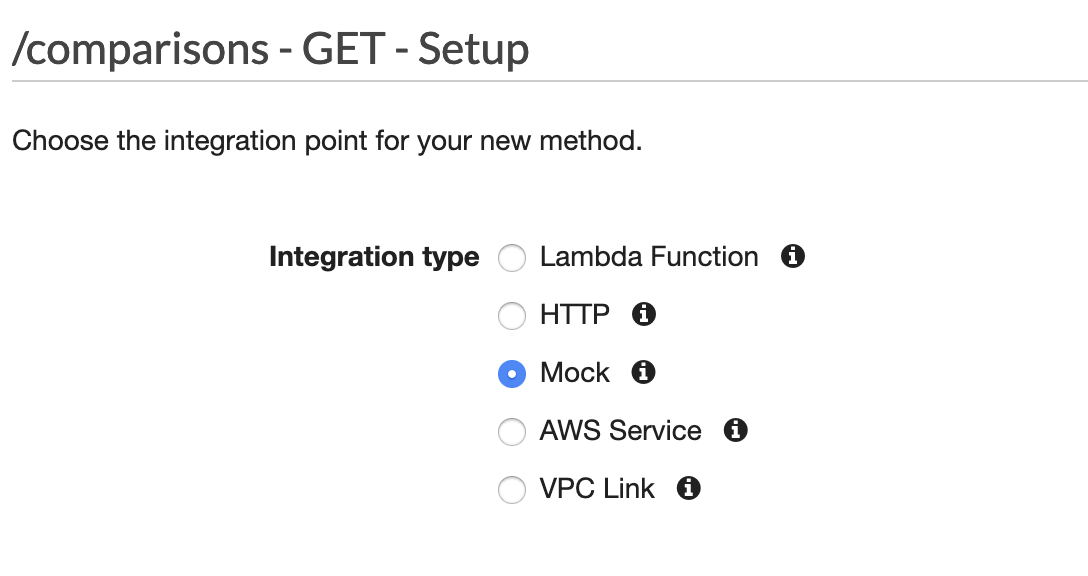 /comparisons - GET - Setup
Choose the integration point for your new method.
Integration type Lambda Function
HTTP
Mock
AWS Service
VPC Link